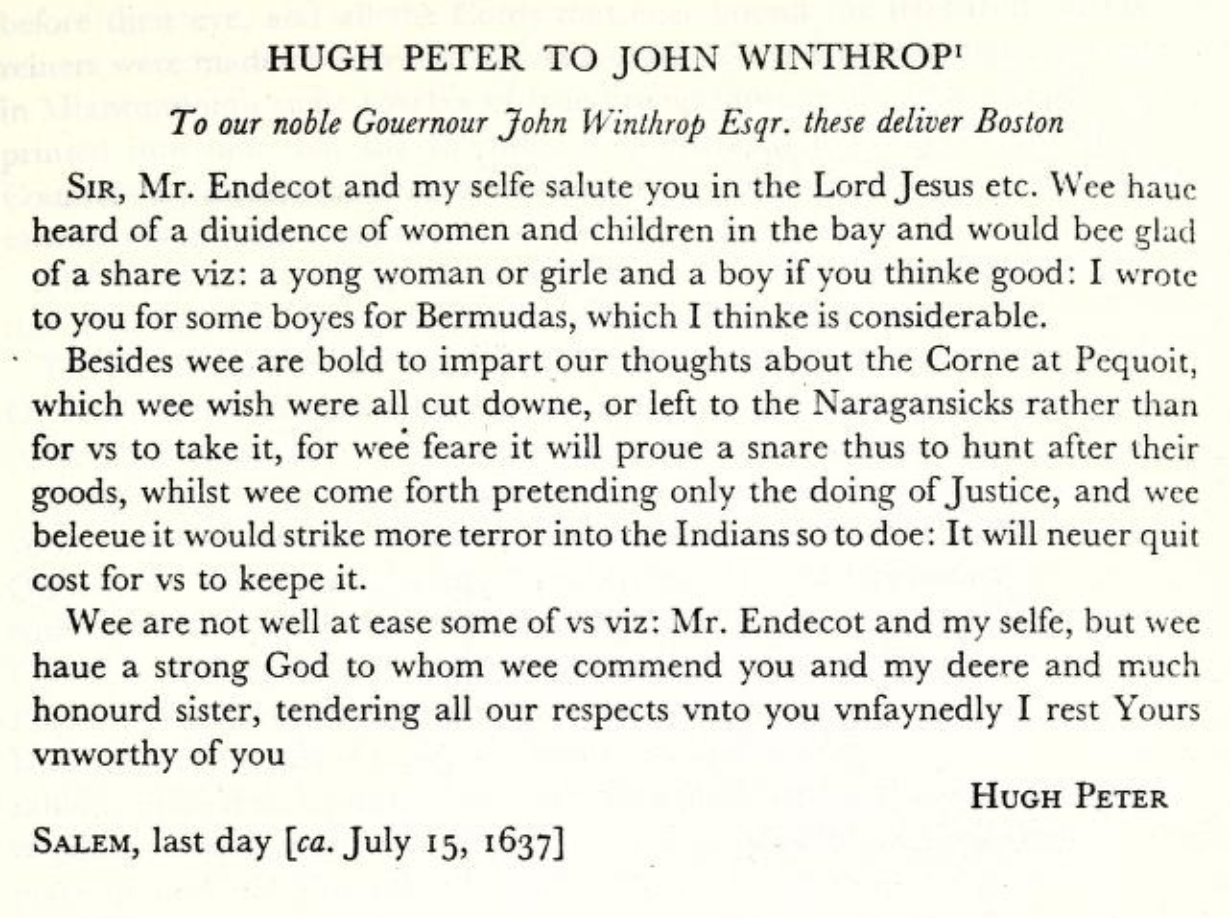 HUGH PETER TO JOHN WINTHROP¹
To our noble Gouernour John Winthrop Esqr. these deliver Boston
SIR, Mr. Endecot and my selfe salute you in the Lord Jesus etc. Wee haue
heard of a diuidence of women and children in the bay and would bee glad
of a share viz: a yong woman or girle and a boy if you thinke good: I wrote
to you for some boyes for Bermudas, which I thinke is considerable.
Besides wee are bold to impart our thoughts about the Corne at Pequoit,
which wee wish were all cut downe, or left to the Naragansicks rather than
for vs to take it, for wee feare it will proue a snare thus to hunt after their
goods, whilst wee come forth pretending only the doing of Justice, and wee
beleeue it would strike more terror into the Indians so to doe: It will neuer quit
cost for vs to keepe it.
Wee are not well at ease some of vs viz: Mr. Endecot and my selfe, but wee
haue a strong God to whom wee commend you and my deere and much
honourd sister, tendering all our respects vnto you vnfaynedly I rest Yours
vnworthy of you
HUGH PETER
SALEM, last day [ca. July 15, 1637]